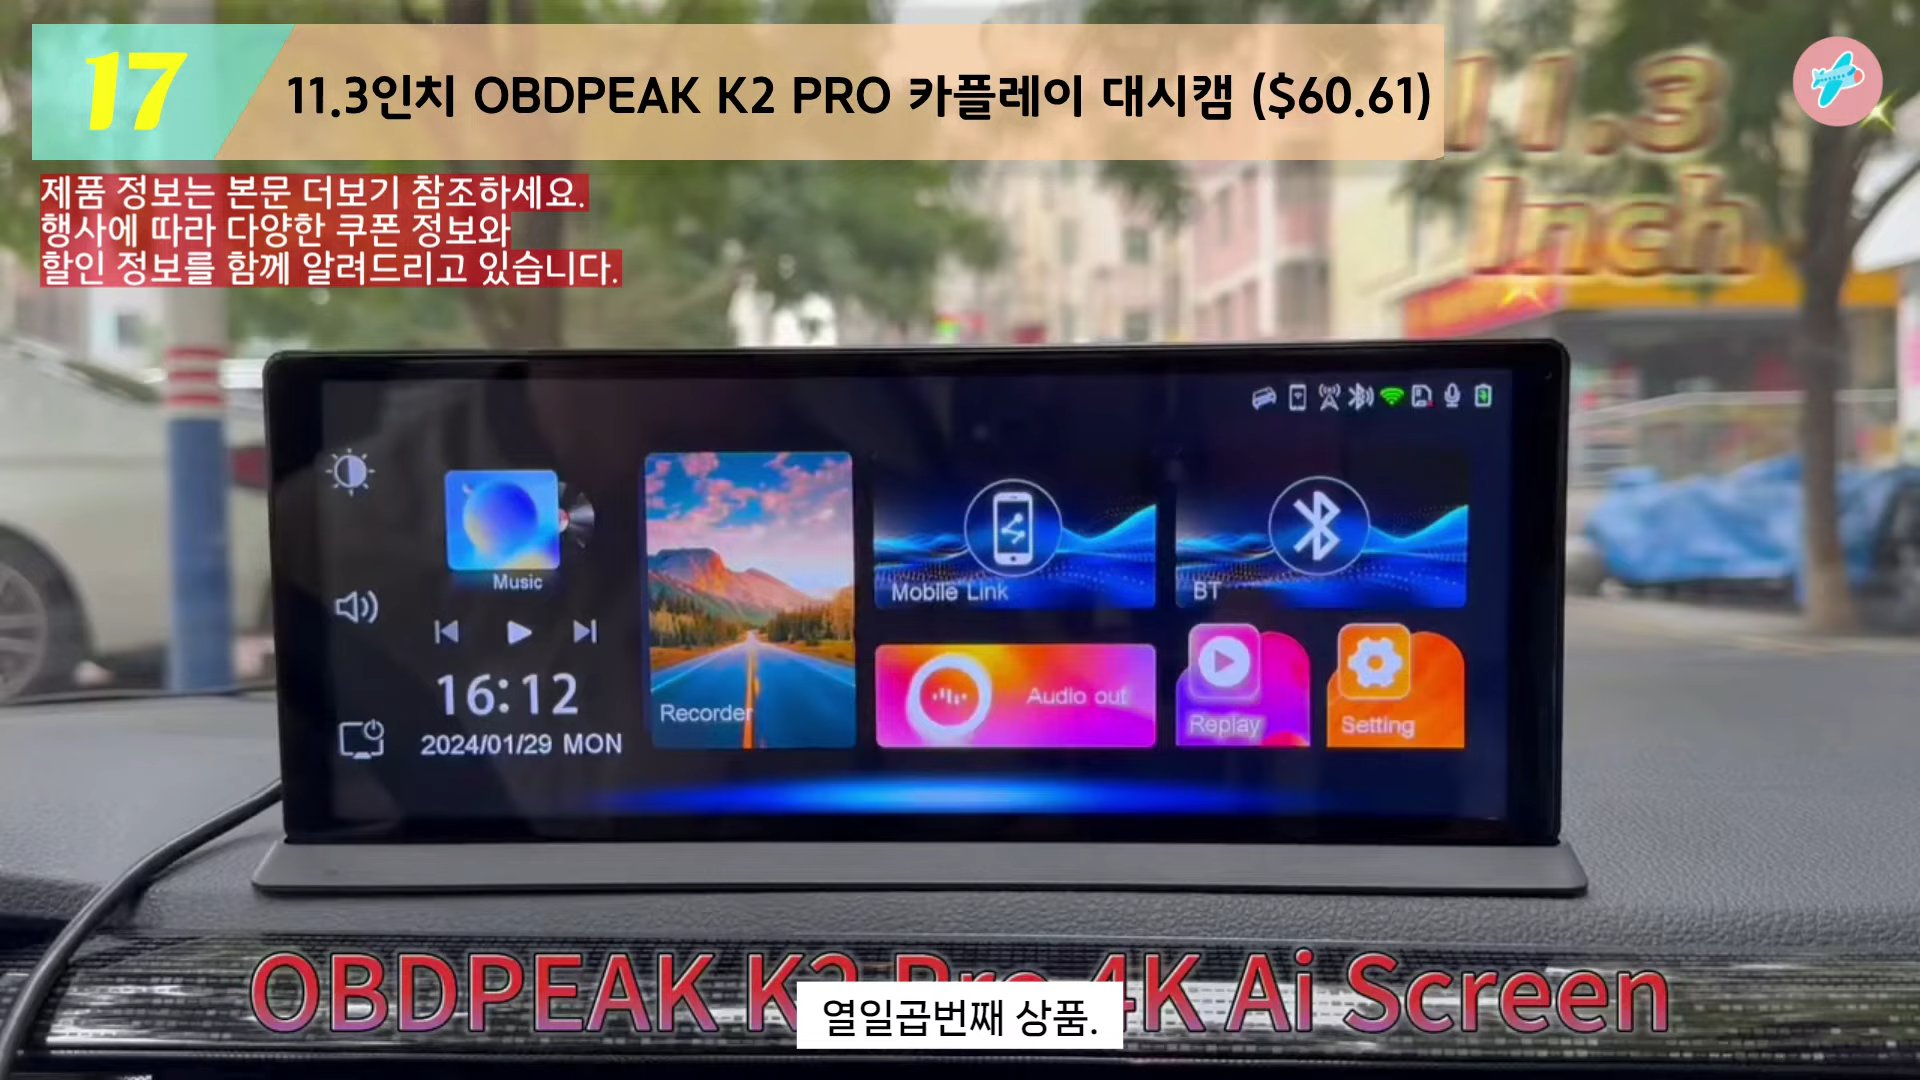 17
11.3인치 OBDPEAK K2 PRO 카플레이 대시캠 ($60.61)
제품 정보는 본문 더보기 참조하세요.
행사에 따라 다양한 쿠폰 정보와
할인 정보를 함께 알려드리고 있습니다.
11.3
Inch
Music
16:12
2024/01/29 MON
Recorder
Mobile Link
BT
Audio out
Replay
Setting
OBDPEAK K2 Pro 4K Ai Screen
열일곱번째 상품.